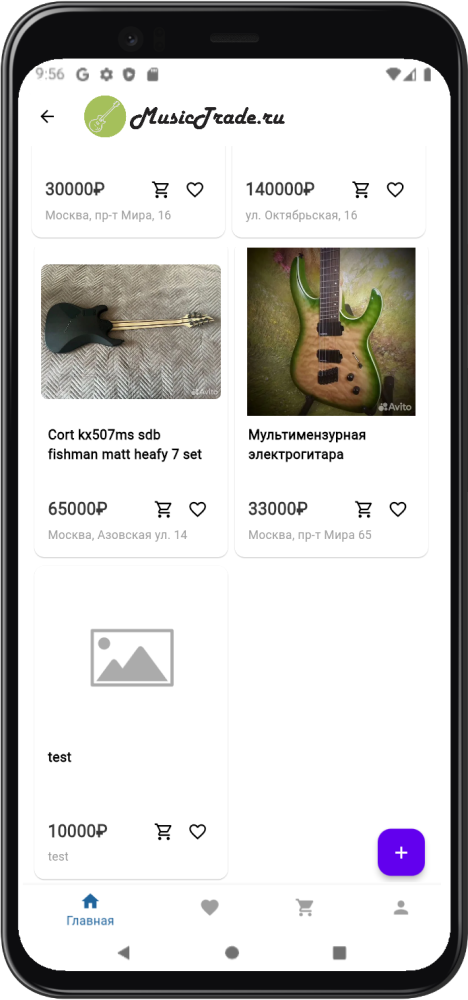 9:56
MusicTrade.ru
30000₽
140000₽
Москва, пр-т Мира, 16
ул. Октябрьская, 16
Avito
Avito
Cort kx507ms sdb
fishman matt heafy 7 set
Мультимензурная
электрогитара
65000₽
33000₽
Москва, Азовская ул. 14
Москва, пр-т Мира 65
test
10000₽
test
+
Главная